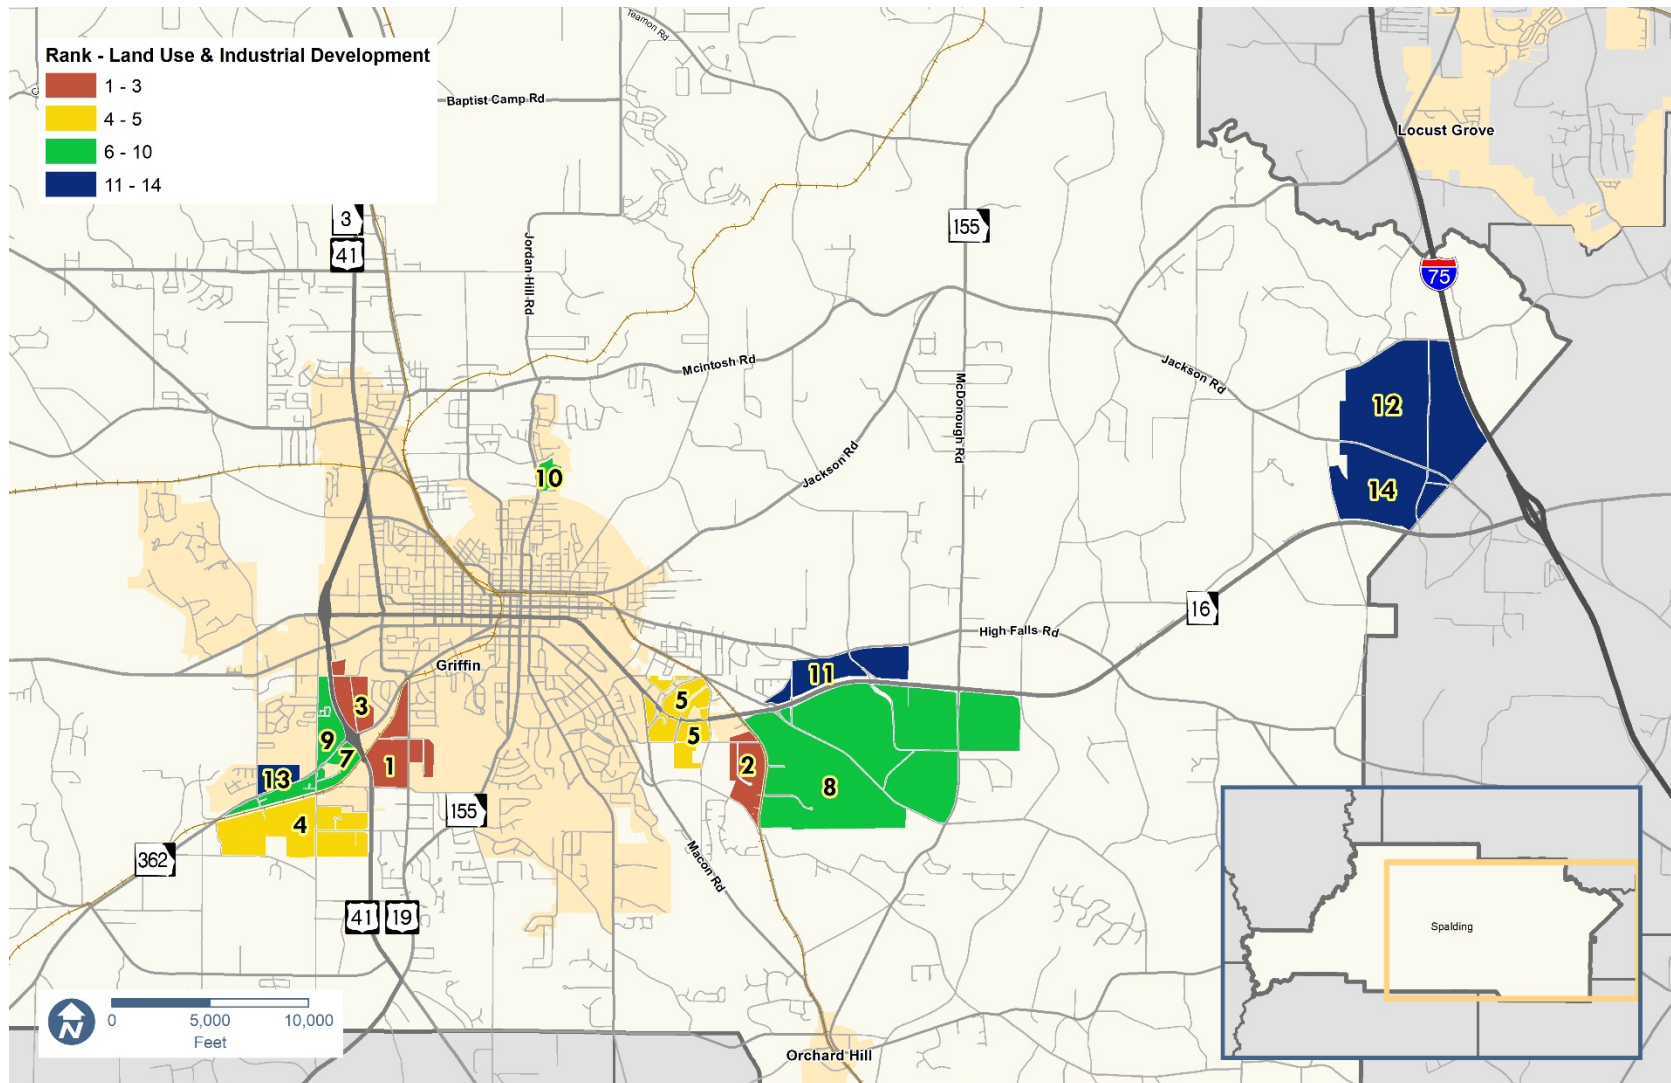 Teamon Rd
Rank - Land Use & Industrial Development
1 - 3
4 - 5
6 - 10
11 - 14
Baptist Camp Rd
Locust Grove
3
41
155
Jordan Hill Rd
75
Mcintosh Rd
Jackson Rd
McDonough Rd
12
Jackson Rd
10
14
16
High Falls Rd
Griffin
11
5
3
5
9
7
1
2
13
8
4
155
362
Macon Rd
41
19
Spalding
N
0
5,000
10,000
Feet
Orchard Hill